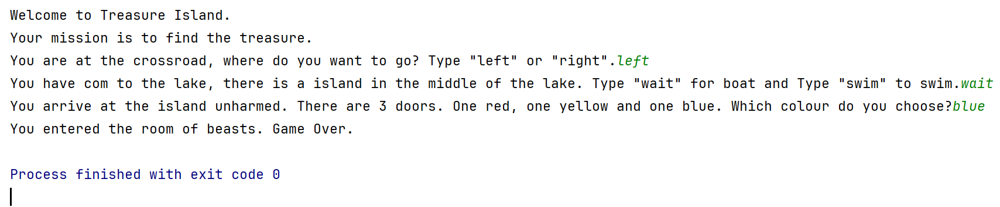 Welcome to Treasure Island.
Your mission is to find the treasure.
You are at the crossroad, where do you want to go? Type "left" or "right".left
You have com to the lake, there is a island in the middle of the lake. Type "wait" for boat and Type "swim" to swim.wait
You arrive at the island unharmed. There are 3 doors. One red, one yellow and one blue. Which colour do you choose?blue
You entered the room of beasts. Game Over.
Process finished with exit code 0